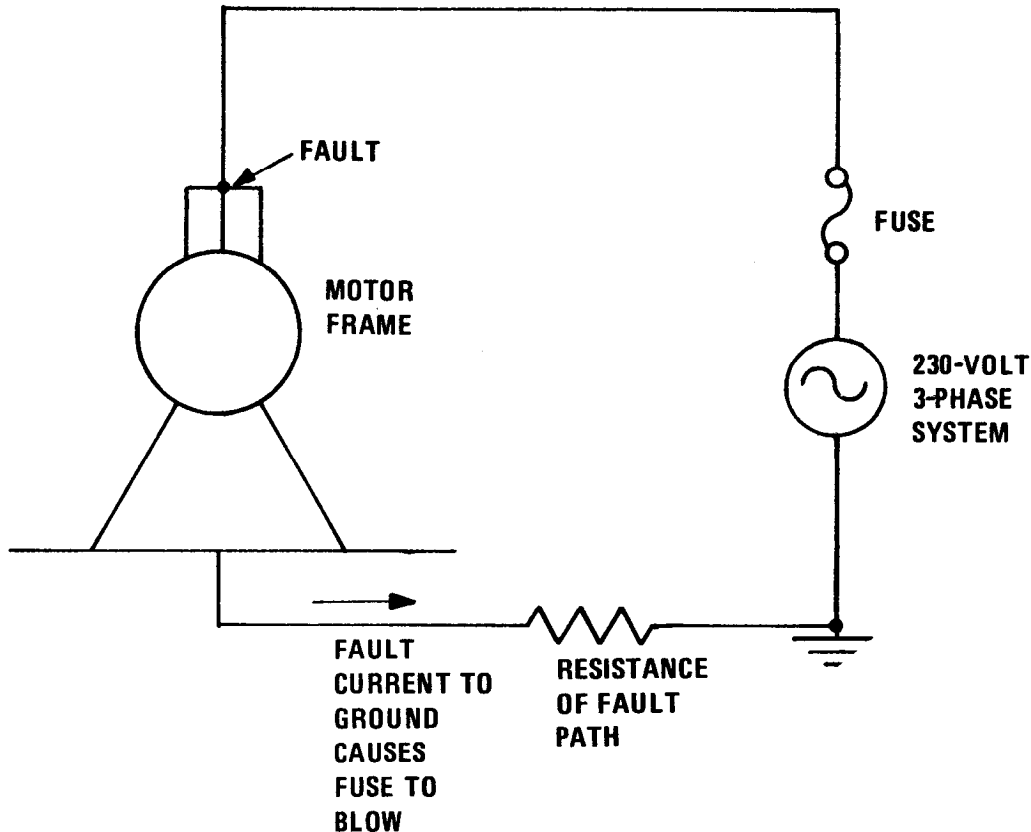 FAULT
FUSE
MOTOR
FRAME
230-VOLT
3-PHASE
SYSTEM
FAULT
CURRENT TO
GROUND
CAUSES
FUSE TO
BLOW
RESISTANCE
OF FAULT
PATH